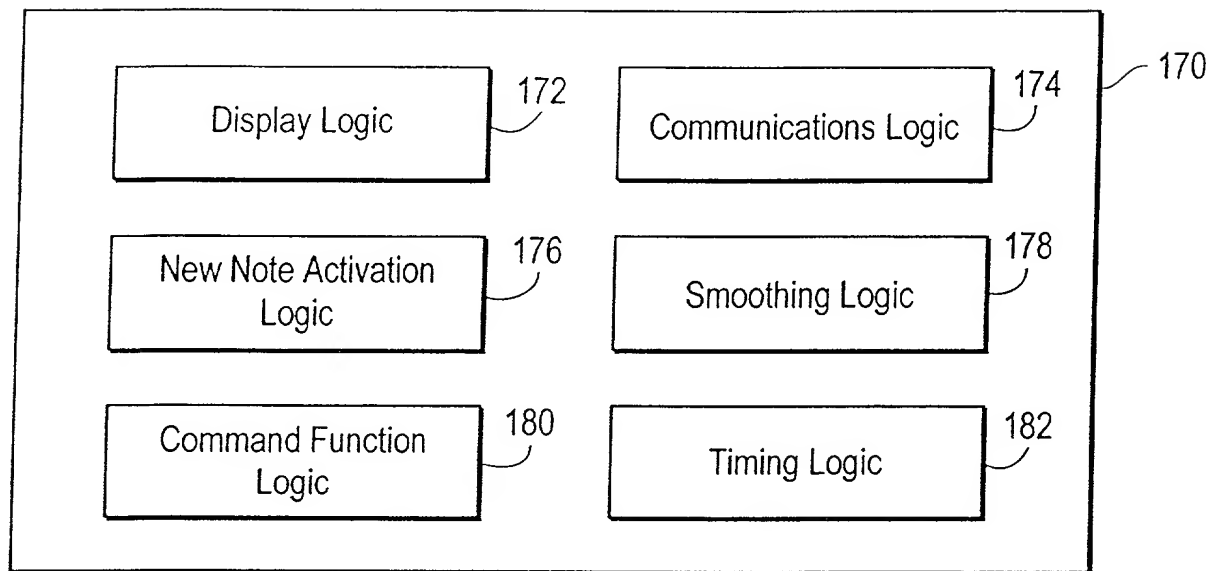 170
Display Logic
172
Communications Logic
174
New Note Activation
Logic
176
Smoothing Logic
178
Command Function
Logic
180
Timing Logic
182